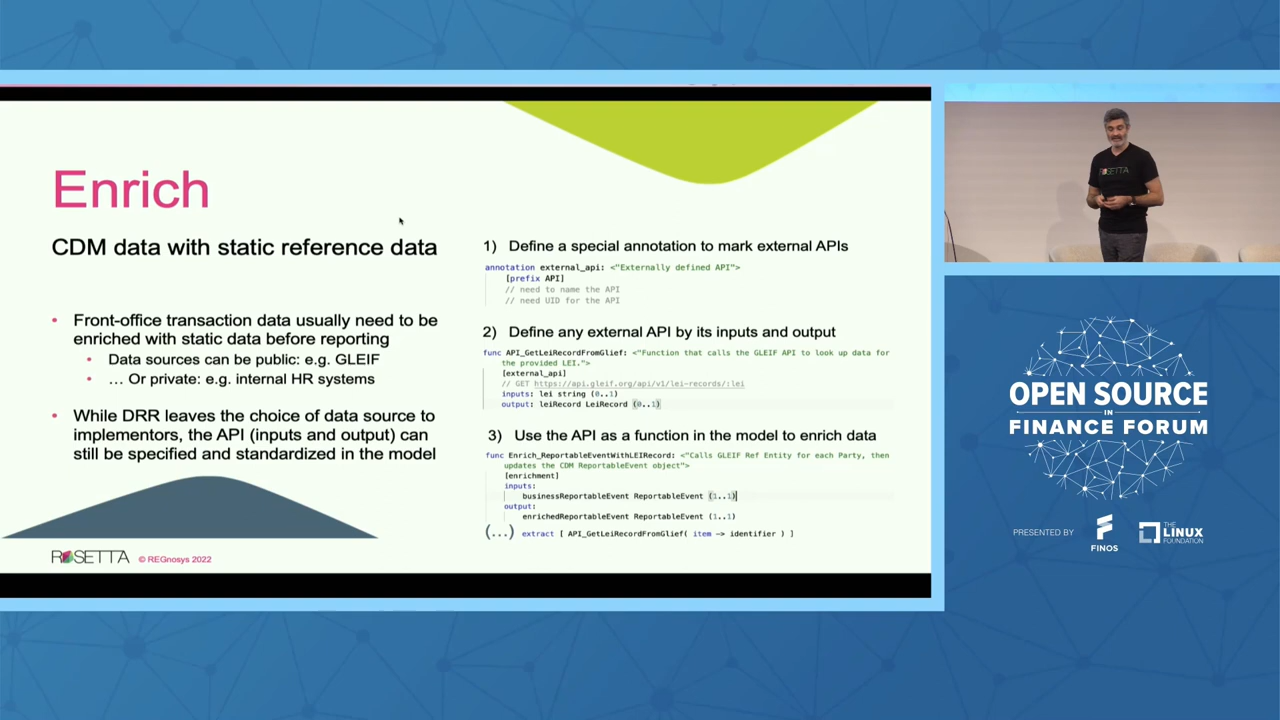 Enrich
CDM data with static reference data
• Front-office transaction data usually need to be
enriched with static data before reporting
• Data sources can be public: e.g. GLEIF
• … Or private: e.g. internal HR systems
• While DRR leaves the choice of data source to
implementors, the API (inputs and output) can
still be specified and standardized in the model
ROSETTA © REGnosys 2022
1) Define a special annotation to mark external APIs
annotation external_api: <"Externally defined API">
[prefix API]
// need to name the API
// need UID for the API
2) Define any external API by its inputs and output
func API_GetLeiRecordFromGlief: <"Function that calls the GLEIF API to look up data for
the provided LEI.">
[external_api]
// GET https://api.gleif.org/api/v1/lei-records/:lei
inputs: lei string (0..1)
output: leiRecord LeiRecord (0..1)
3) Use the API as a function in the model to enrich data
func Enrich_ReportableEventWithLEIRecord: <"Calls GLEIF Ref Entity for each Party, then
updates the CDM ReportableEvent object">
[enrichment]
inputs:
businessReportableEvent ReportableEvent (1..1)
output:
enrichedReportableEvent ReportableEvent (1..1)
(...) extract [ API_GetLeiRecordFromGlief( item -> identifier ) ]
ROSETTA
OPEN SOURCE
IN
FINANCE FORUM
PRESENTED BY
FINOS
THE
LINUX
FOUNDATION